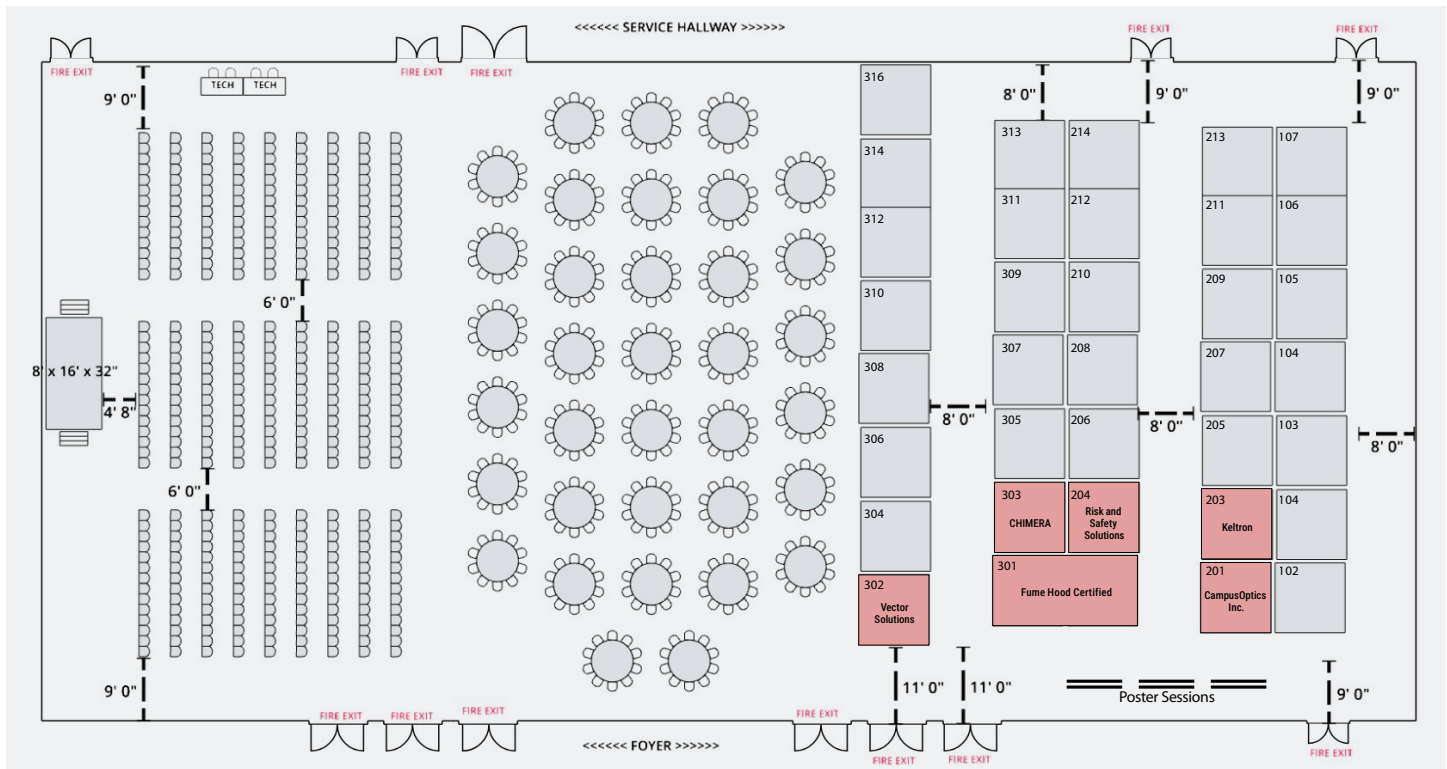 <<<<<< SERVICE HALLWAY >>>>>>
FIRE EXIT
FIRE EXIT
FIRE EXIT
FIRE EXIT
FIRE EXIT
TECH
TECH
9' 0"
8' 0"
9' 0"
9' 0"
316
314
312
310
308
306
304
302
Vector
Solutions
313
214
311
212
309
210
307
208
305
206
303
CHIMERA
204
Risk and
Safety
Solutions
301
Fume Hood Certified
213
107
211
106
209
105
207
104
205
103
203
Keltron
104
201
CampusOptics
Inc.
102
6' 0"
8' x 16' x 32"
4' 8"
6' 0"
8' 0"
8' 0"
8' 0"
9' 0"
11' 0"
11' 0"
Poster Sessions
9' 0"
FIRE EXIT
FIRE EXIT
FIRE EXIT
FIRE EXIT
FIRE EXIT
FIRE EXIT
FIRE EXIT
<<<<<< FOYER >>>>>>